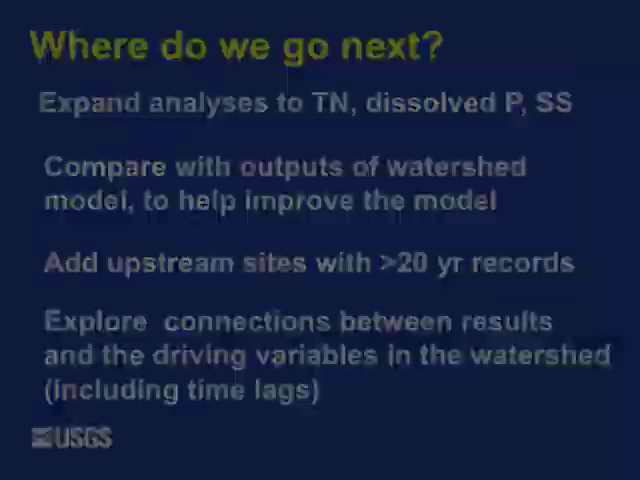 Where do we go next?
Expand analyses to TN, dissolved P, SS
Compare with outputs of watershed
model, to help improve the model
Add upstream sites with >20 yr records
Explore connections between results
and the driving variables in the watershed
(including time lags)
USGS